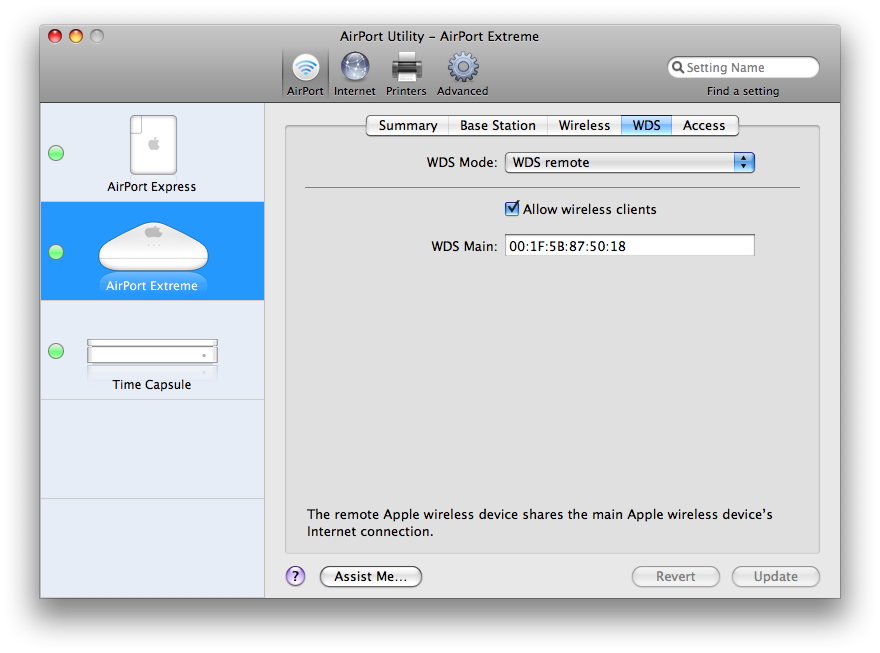 AirPort Utility – AirPort Extreme
AirPort Internet Printers Advanced
Setting Name
Find a setting
AirPort Express
AirPort Extreme
Time Capsule
Summary Base Station Wireless WDS Access
WDS Mode: WDS remote
Allow wireless clients
WDS Main: 00:1F:5B:87:50:18
The remote Apple wireless device shares the main Apple wireless device’s
Internet connection.
? Assist Me... Revert Update